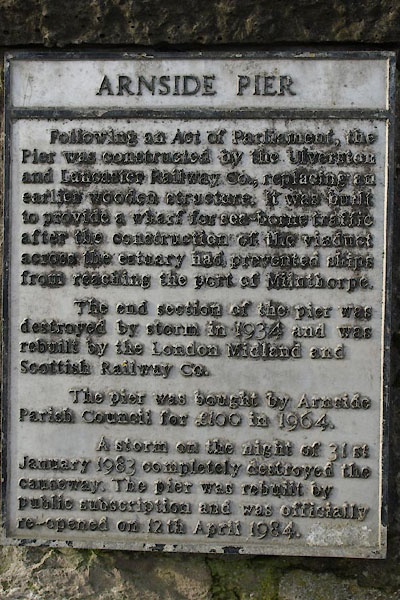 ARNSIDE PIER
Following an Act of Parliament, the
Pier was constructed by the Ulverston
and Lancaster Railway Co., replacing an
earlier wooden structure. It was built
to provide a wharf for sea-borne traffic
after the construction of the viaduct
across the estuary had prevented ships
from reaching the port of Milnthorpe.
The end section of the pier was
destroyed by storm in 1934 and was
rebuilt by the London Midland and
Scottish Railway Co.
The pier was bought by Arnside
Parish Council for £100 in 1964.
A storm on the night of 31st
January 1983 completely destroyed the
causeway. The pier was rebuilt by
public subscription and was officially
re-opened on 12th April 1984.